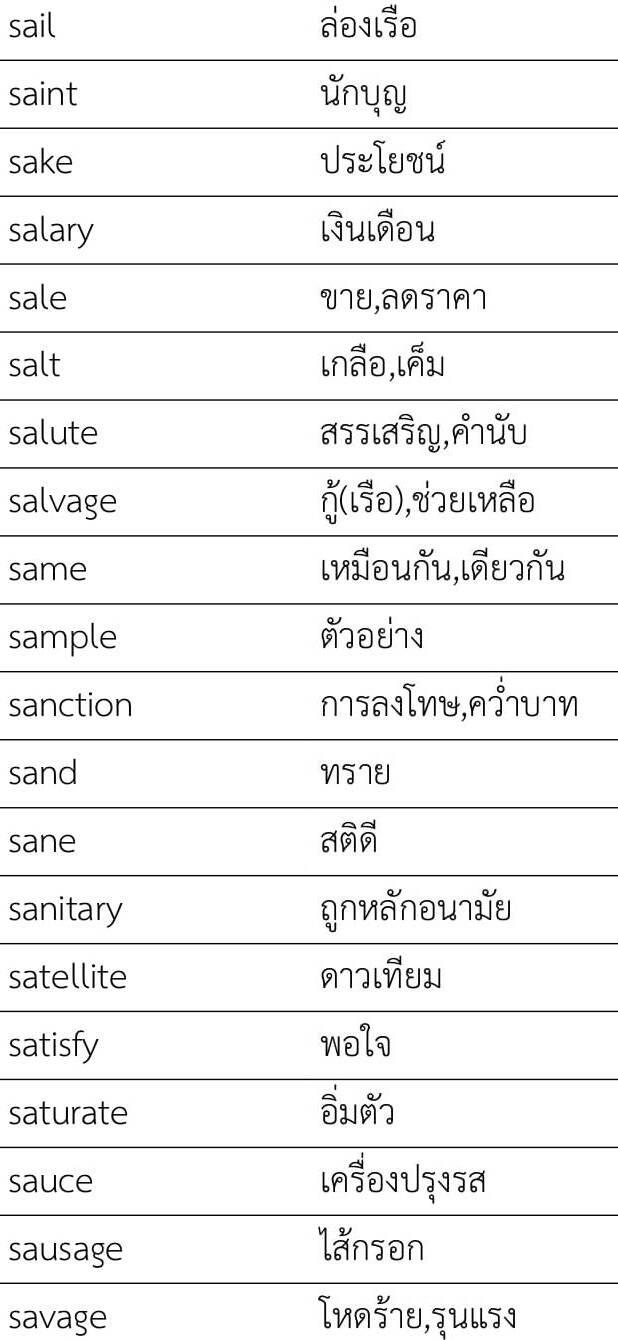 sail ล่องเรือ
saint นักบุญ
sake ประโยชน์
salary เงินเดือน
sale ขาย,ลดราคา
salt เกลือ,เค็ม
salute สรรเสริญ,คำนับ
salvage กู้(เรือ),ช่วยเหลือ
same เหมือนกัน,เดียวกัน
sample ตัวอย่าง
sanction การลงโทษ,คว่ำบาท
sand ทราย
sane สติดี
sanitary ถูกหลักอนามัย
satellite ดาวเทียม
satisfy พอใจ
saturate อิ่มตัว
sauce เครื่องปรุงรส
sausage ไส้กรอก
savage โหดร้าย,รุนแรง